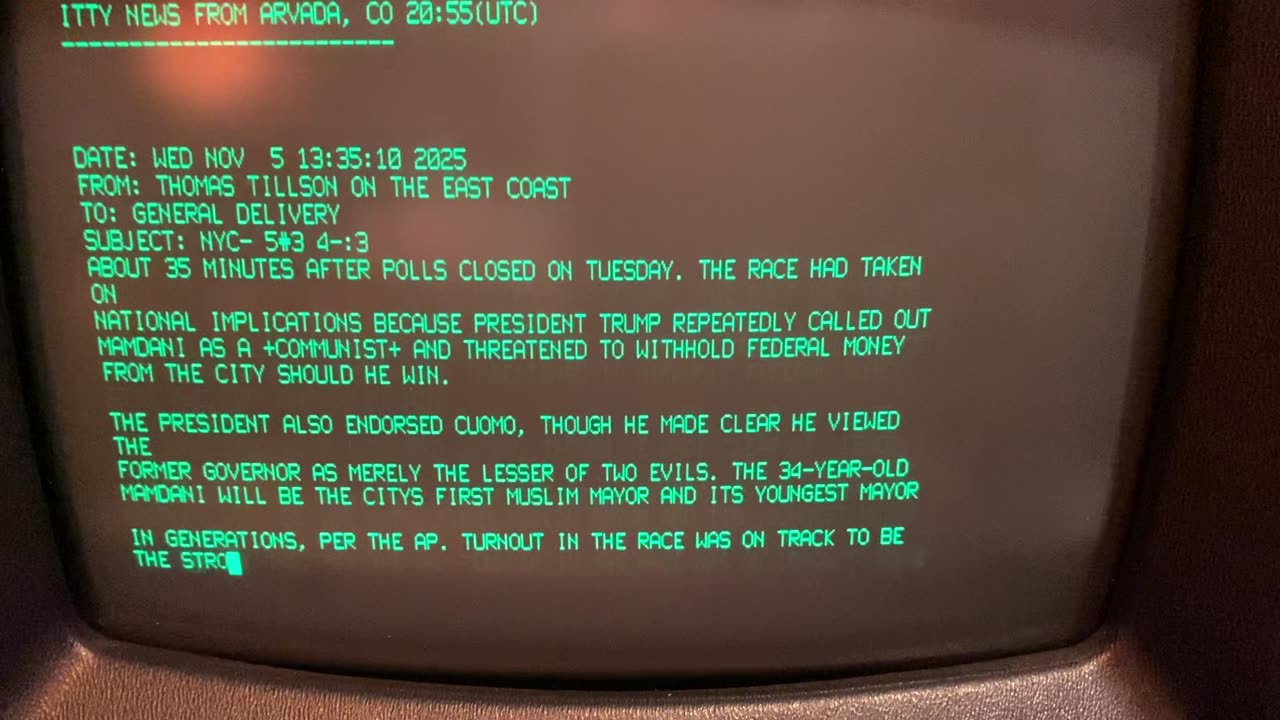 ITTY NEWS FROM ARVADA, CO 20:55(UTC)
--------------------------
DATE: WED NOV  5 13:35:10 2025
FROM: THOMAS TILLSON ON THE EAST COAST
TO: GENERAL DELIVERY
SUBJECT: NYC- 5#3 4-:3
ABOUT 35 MINUTES AFTER POLLS CLOSED ON TUESDAY. THE RACE HAD TAKEN
ON
NATIONAL IMPLICATIONS BECAUSE PRESIDENT TRUMP REPEATEDLY CALLED OUT
MAMDANI AS A +COMMUNIST+ AND THREATENED TO WITHHOLD FEDERAL MONEY
FROM THE CITY SHOULD HE WIN.
THE PRESIDENT ALSO ENDORSED CUOMO, THOUGH HE MADE CLEAR HE VIEWED
THE
FORMER GOVERNOR AS MERELY THE LESSER OF TWO EVILS. THE 34-YEAR-OLD
MAMDANI WILL BE THE CITYS FIRST MUSLIM MAYOR AND ITS YOUNGEST MAYOR
IN GENERATIONS, PER THE AP. TURNOUT IN THE RACE WAS ON TRACK TO BE
THE STRO